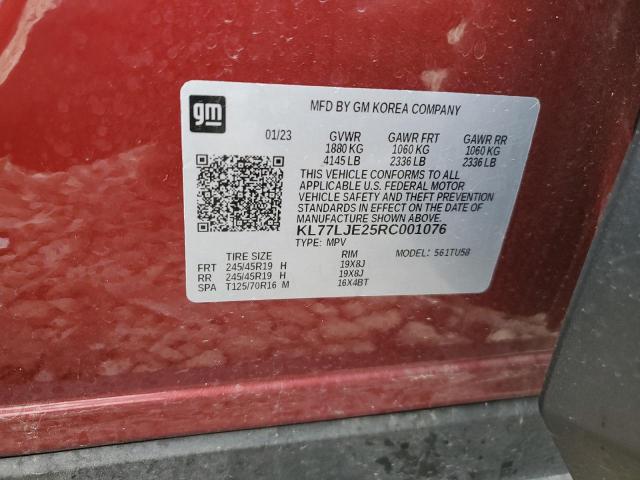 gm
MFD BY GM KOREA COMPANY
01/23 GVWR GAWR FRT GAWR RR
1880 KG 1060 KG 1060 KG
4145 LB 2336 LB 2336 LB
THIS VEHICLE CONFORMS TO ALL
APPLICABLE U.S. FEDERAL MOTOR
VEHICLE SAFETY AND THEFT PREVENTION
STANDARDS IN EFFECT ON THE DATE OF
MANUFACTURE SHOWN ABOVE.
KL77LJE25RC001076
TYPE: MPV MODEL: 561TU58
TIRE SIZE RIM
FRT 245/45R19 H 19X8J
RR 245/45R19 H 19X8J
SPA T125/70R16 M 16X4BT